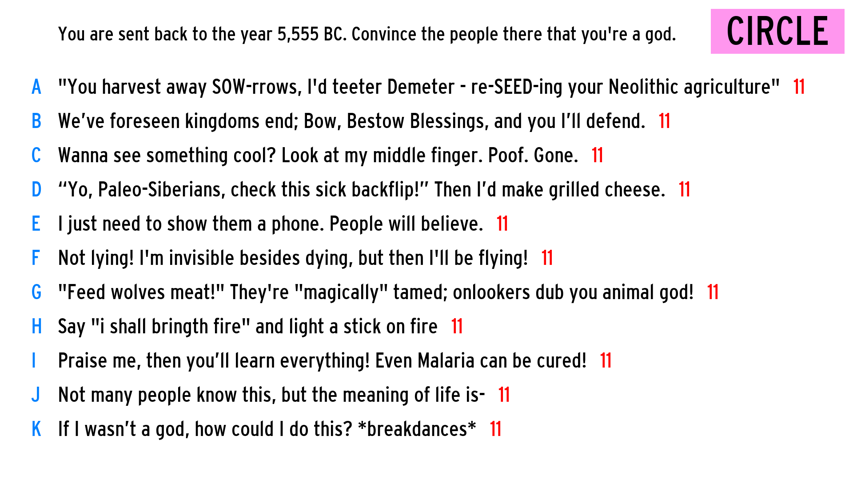 You are sent back to the year 5,555 BC. Convince the people there that you're a god.
CIRCLE
A "You harvest away SOW-rrows, I'd teeter Demeter - re-SEED-ing your Neolithic agriculture" 11
B We’ve foreseen kingdoms end; Bow, Bestow Blessings, and you I’ll defend. 11
C Wanna see something cool? Look at my middle finger. Poof. Gone. 11
D “Yo, Paleo-Siberians, check this sick backflip!” Then I’d make grilled cheese. 11
E I just need to show them a phone. People will believe. 11
F Not lying! I'm invisible besides dying, but then I'll be flying! 11
G "Feed wolves meat!" They're "magically" tamed; onlookers dub you animal god! 11
H Say "i shall bringth fire" and light a stick on fire 11
I Praise me, then you’ll learn everything! Even Malaria can be cured! 11
J Not many people know this, but the meaning of life is- 11
K If I wasn’t a god, how could I do this? *breakdances* 11